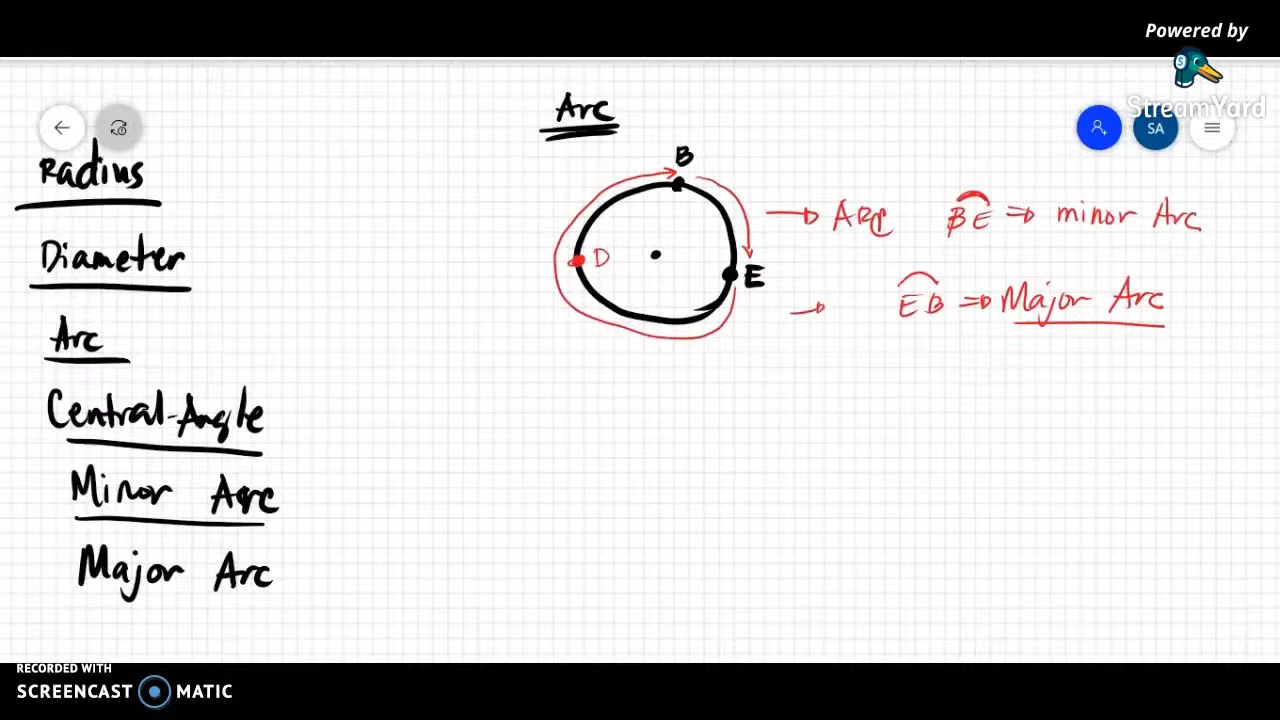 Powered by
StreamYard
SA
Radius
Diameter
Arc
Central-Angle
Minor Arc
Major Arc
Arc
B
D
E
→ ARC BE ⇒ minor Arc
→ EB ⇒ Major Arc
RECORDED WITH
SCREENCAST MATIC